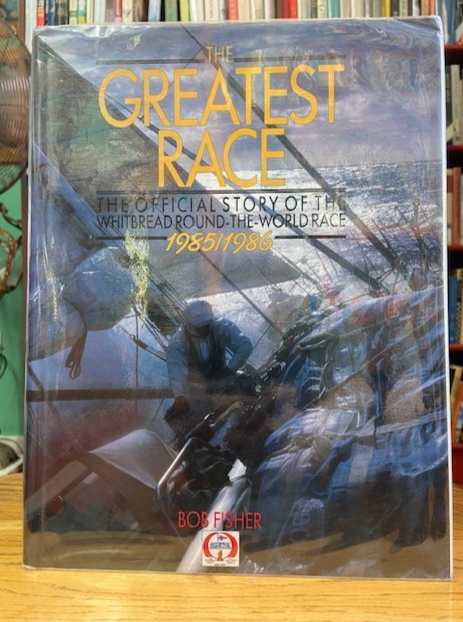 THE
GREATEST
RACE
THE OFFICIAL STORY OF THE
WHITBREAD ROUND-THE-WORLD RACE
1985/1986
BOB FISHER